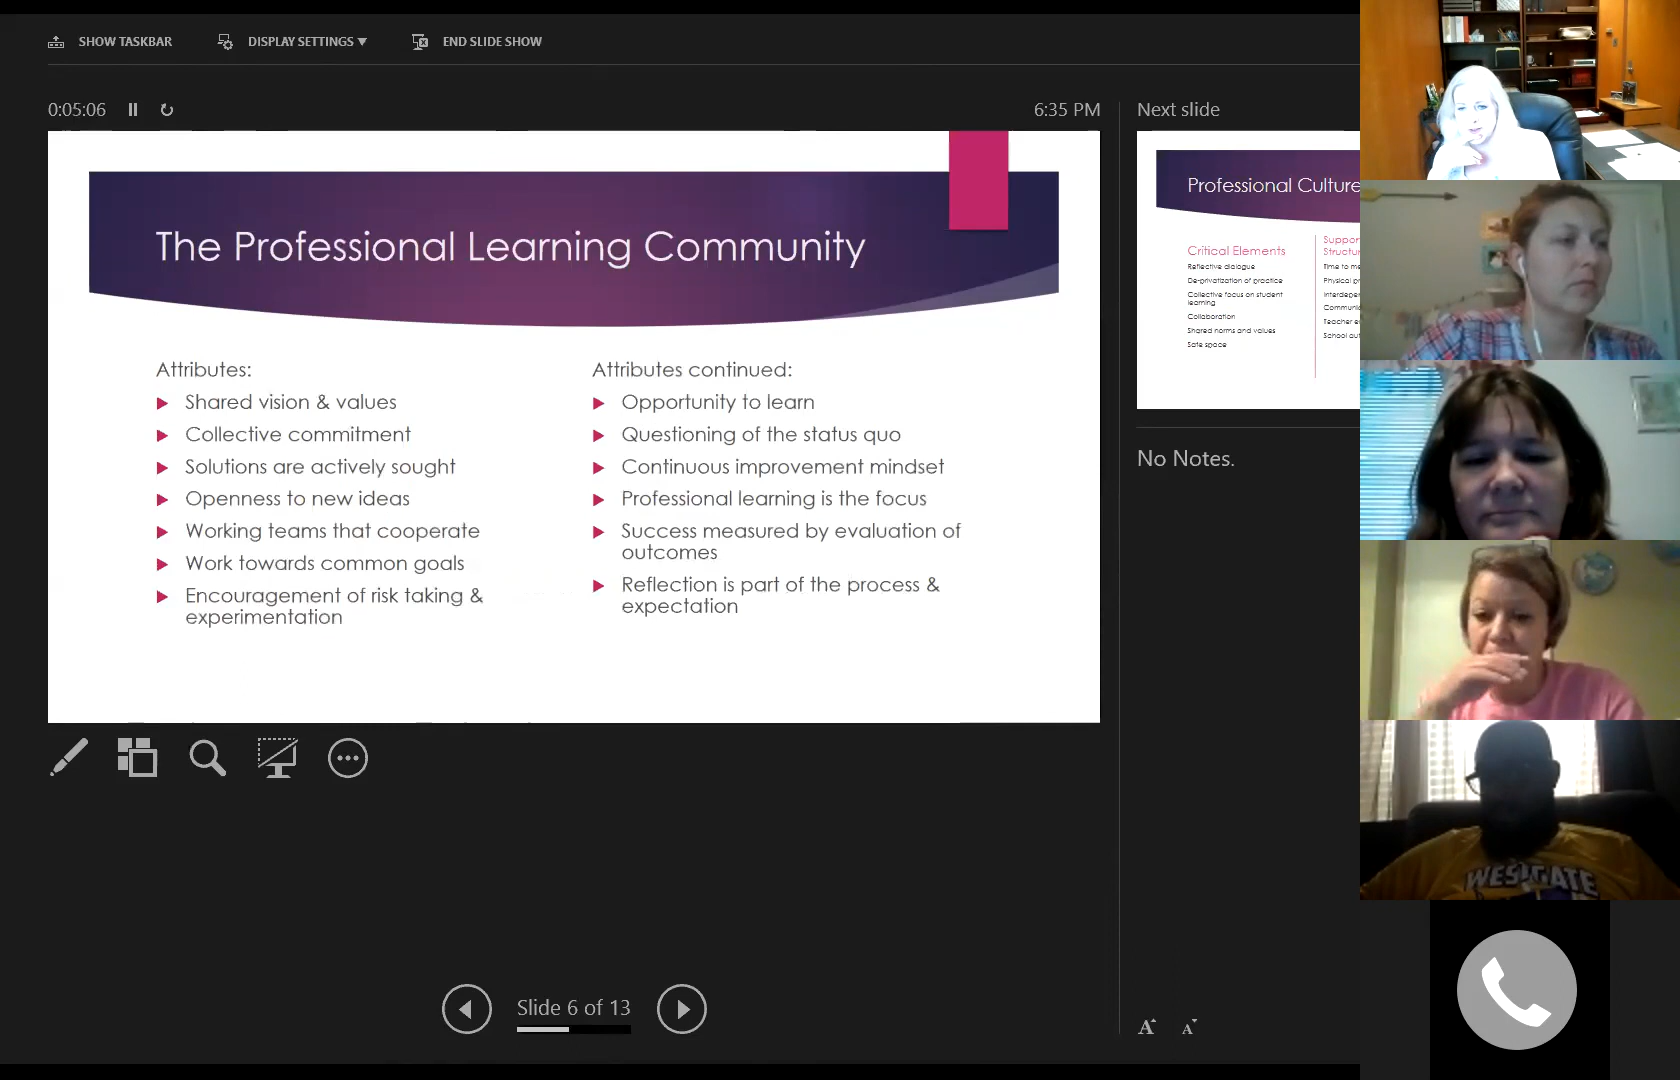 SHOW TASKBAR
DISPLAY SETTINGS
END SLIDE SHOW
0:05:06
6:35 PM
The Professional Learning Community
Attributes:
Shared vision & values
Collective commitment
Solutions are actively sought
Openness to new ideas
Working teams that cooperate
Work towards common goals
Encouragement of risk taking &
experimentation
Attributes continued:
Opportunity to learn
Questioning of the status quo
Continuous improvement mindset
Professional learning is the focus
Success measured by evaluation of
outcomes
Reflection is part of the process &
expectation
Slide 6 of 13
Next slide
Professional Culture
Critical Elements
Reflective dialogue
De-privatization of practice
Collective focus on student
learning
Collaboration
Shared norms and values
Safe space
Time to
Physical
School
No Notes.
A A
WESTGATE